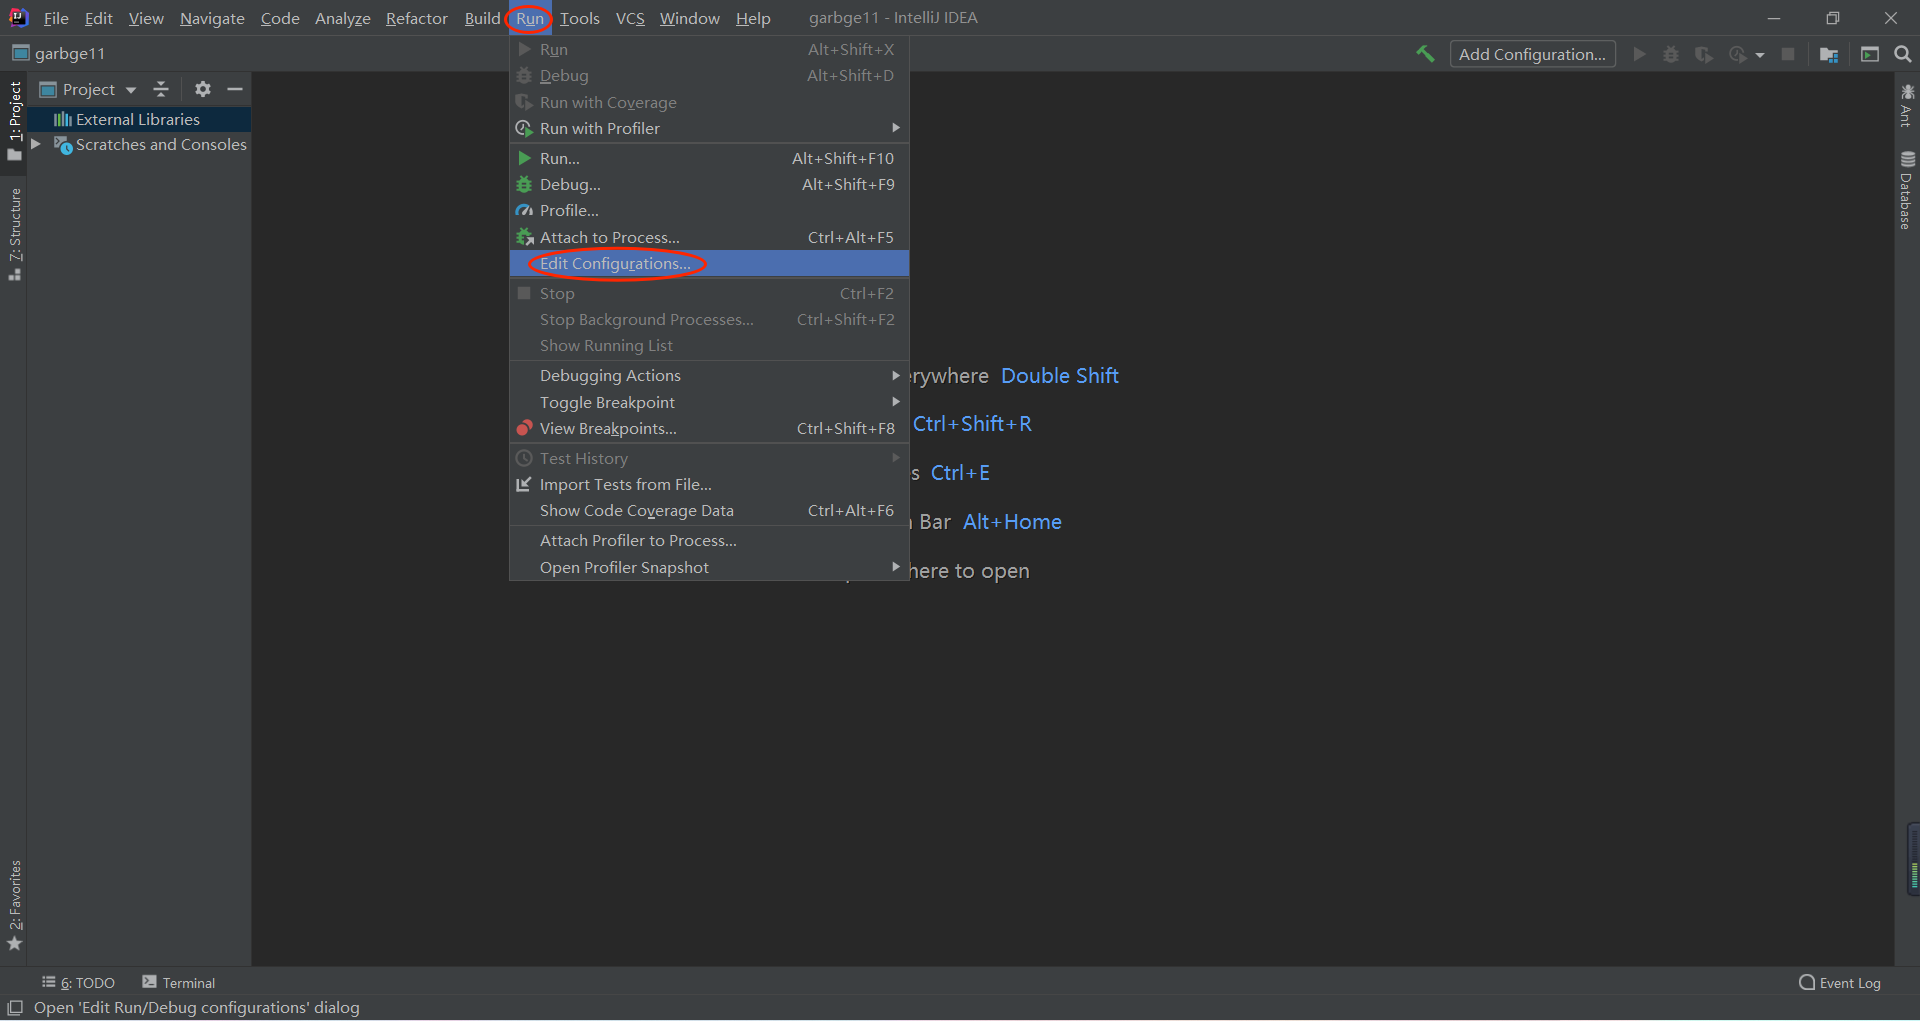 File Edit View Navigate Code Analyze Refactor Build Run Tools VCS Window Help garbge11 - IntelliJ IDEA
garbge11
Add Configuration...
1: Project
7: Structure
2: Favorites
Project
External Libraries
Scratches and Consoles
Run Alt+Shift+X
Debug Alt+Shift+D
Run with Coverage
Run with Profiler
Run... Alt+Shift+F10
Debug... Alt+Shift+F9
Profile...
Attach to Process... Ctrl+Alt+F5
Edit Configurations...
Stop Ctrl+F2
Stop Background Processes... Ctrl+Shift+F2
Show Running List
Debugging Actions
Toggle Breakpoint
View Breakpoints... Ctrl+Shift+F8
Test History
Import Tests from File...
Show Code Coverage Data Ctrl+Alt+F6
Attach Profiler to Process...
Open Profiler Snapshot
erywhere Double Shift
Ctrl+Shift+R
s Ctrl+E
Bar Alt+Home
here to open
Ant
Database
6: TODO Terminal
Event Log
Open 'Edit Run/Debug configurations' dialog